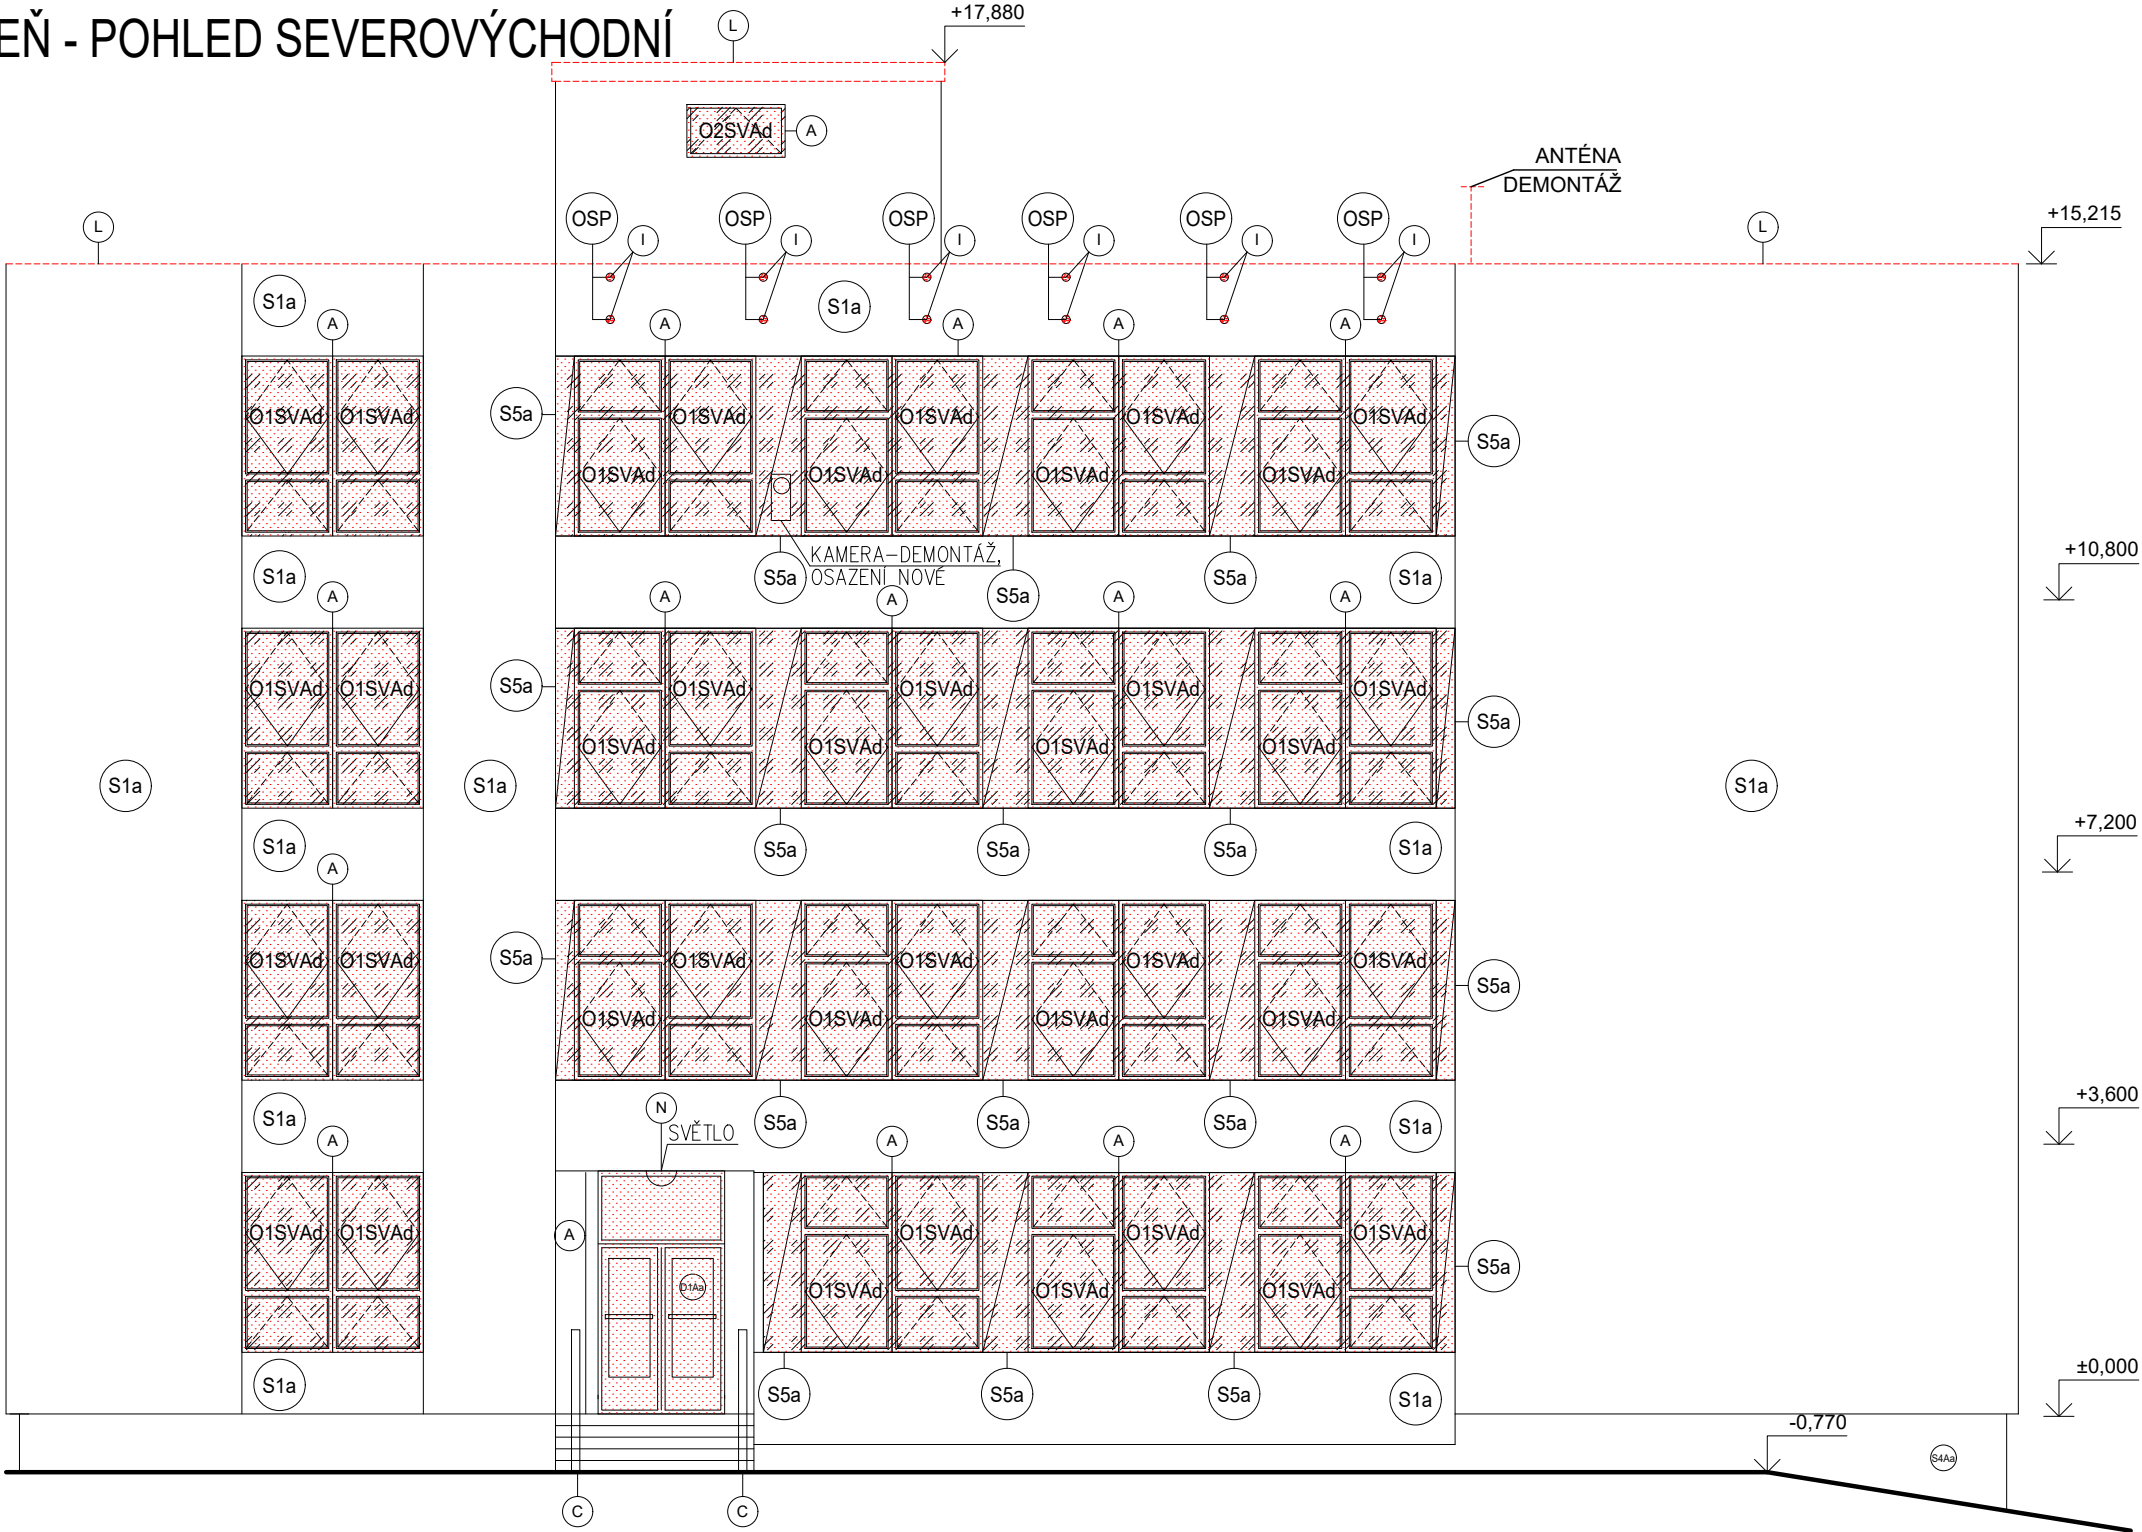 EŇ - POHLED SEVEROVÝCHODNÍ
L
+17,880
O2SVAd
A
ANTÉNA
DEMONTÁŽ
L
OSP
I
OSP
I
OSP
I
OSP
I
OSP
I
OSP
I
L
+15,215
S1a
S1a
A
A
A
A
A
O1SVAd
O1SVAd
S5a
O1SVAd
O1SVAd
O1SVAd
O1SVAd
S5a
O1SVAd
O1SVAd
O1SVAd
O1SVAd
KAMERA-DEMONTÁŽ,
OSAZENÍ NOVÉ
+10,800
S1a
S5a
S5a
S5a
S1a
A
A
A
A
A
O1SVAd
O1SVAd
S5a
O1SVAd
O1SVAd
O1SVAd
O1SVAd
S5a
O1SVAd
O1SVAd
O1SVAd
O1SVAd
S1a
S1a
S1a
+7,200
S1a
S5a
S5a
S5a
S1a
A
O1SVAd
O1SVAd
S5a
O1SVAd
O1SVAd
O1SVAd
O1SVAd
S5a
O1SVAd
O1SVAd
O1SVAd
O1SVAd
+3,600
S1a
N
SVĚTLO
S5a
S5a
S5a
S1a
A
A
A
A
O1SVAd
O1SVAd
A
O1SVAd
O1SVAd
O1SVAd
S5a
D1Aa
O1SVAd
O1SVAd
O1SVAd
±0,000
S1a
S5a
S5a
S5a
S1a
-0,770
S4Aa
C
C